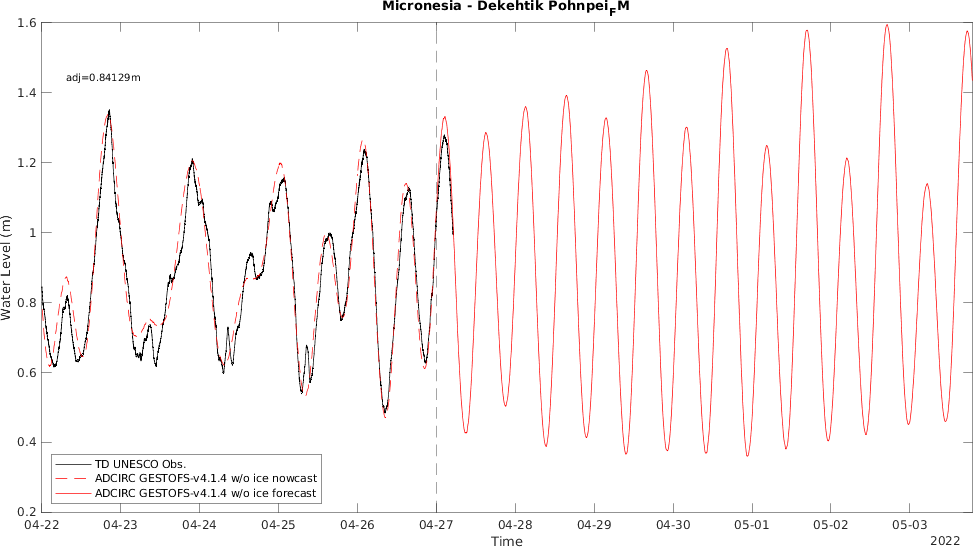 Micronesia - Dekehtik PohnpeiFM
1.6
adj=0.84129m
1.4
1.2
1
0.8
0.6
0.4
0.2
Water Level (m)
TD UNESCO Obs.
ADCIRC GESTOFS-v4.1.4 w/o ice nowcast
ADCIRC GESTOFS-v4.1.4 w/o ice forecast
04-22 04-23 04-24 04-25 04-26 04-27 04-28 04-29 04-30 05-01 05-02 05-03
Time
2022